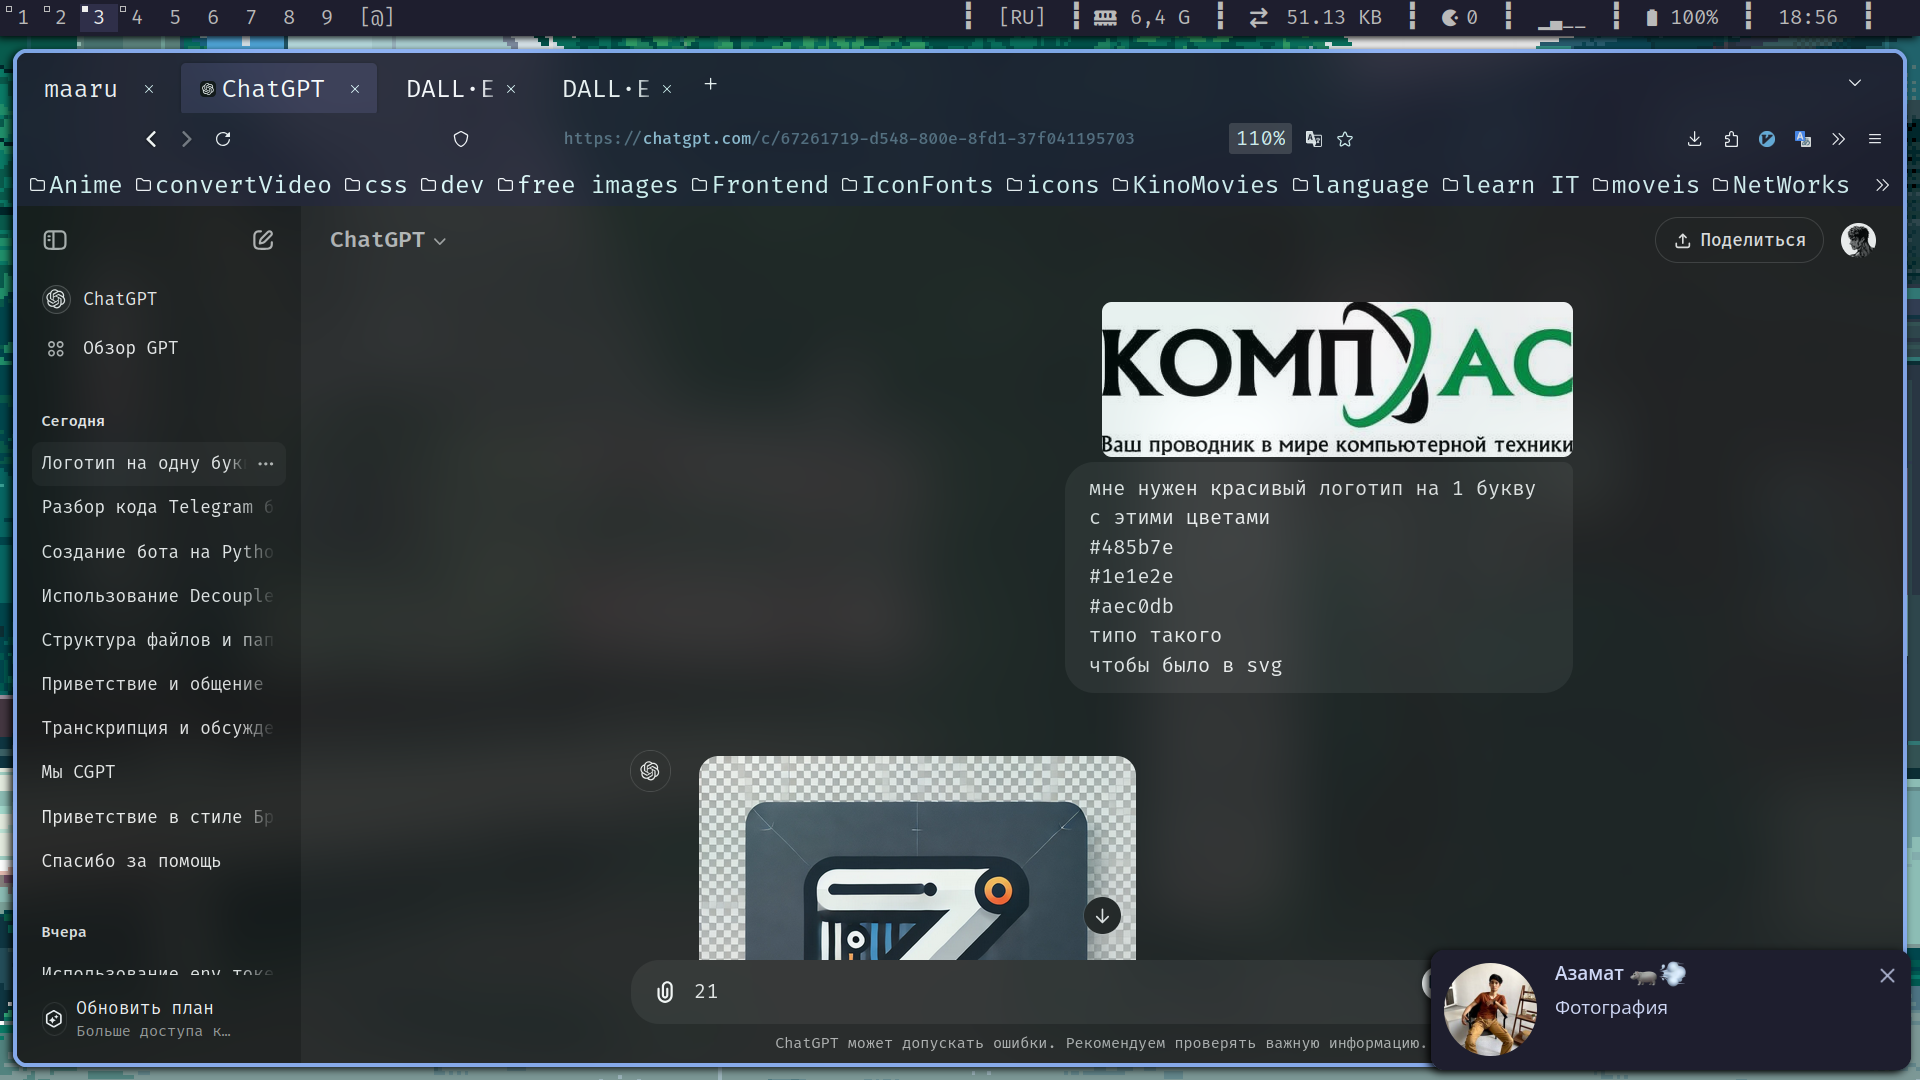 1 2 3 4 5 6 7 8 9 [@] [RU] 6,4 G 51.13 KB 0 100% 18:56
maaru ChatGPT DALL·E DALL·E
https://chatgpt.com/c/67261719-d548-800e-8fd1-37f041195703 110%
Anime convertVideo css dev free images Frontend IconFonts icons KinoMovies language learn IT moveis NetWorks
ChatGPT
Поделиться
ChatGPT
Обзор GPT
Сегодня
Логотип на одну бук
Разбор кода Telegram б
Создание бота на Pytho
Использование Decouple
Структура файлов и пап
Приветствие и общение
Транскрипция и обсужде
Мы CGPT
Приветствие в стиле Бр
Спасибо за помощь
Вчера
Использование env токе
Обновить план
Больше доступа к…
КОМПАС
Ваш проводник в мире компьютерной техники
мне нужен красивый логотип на 1 букву
с этими цветами
#485b7e
#1e1e2e
#aec0db
типо такого
чтобы было в svg
21
ChatGPT может допускать ошибки. Рекомендуем проверять важную информацию.
Азамат
Фотография